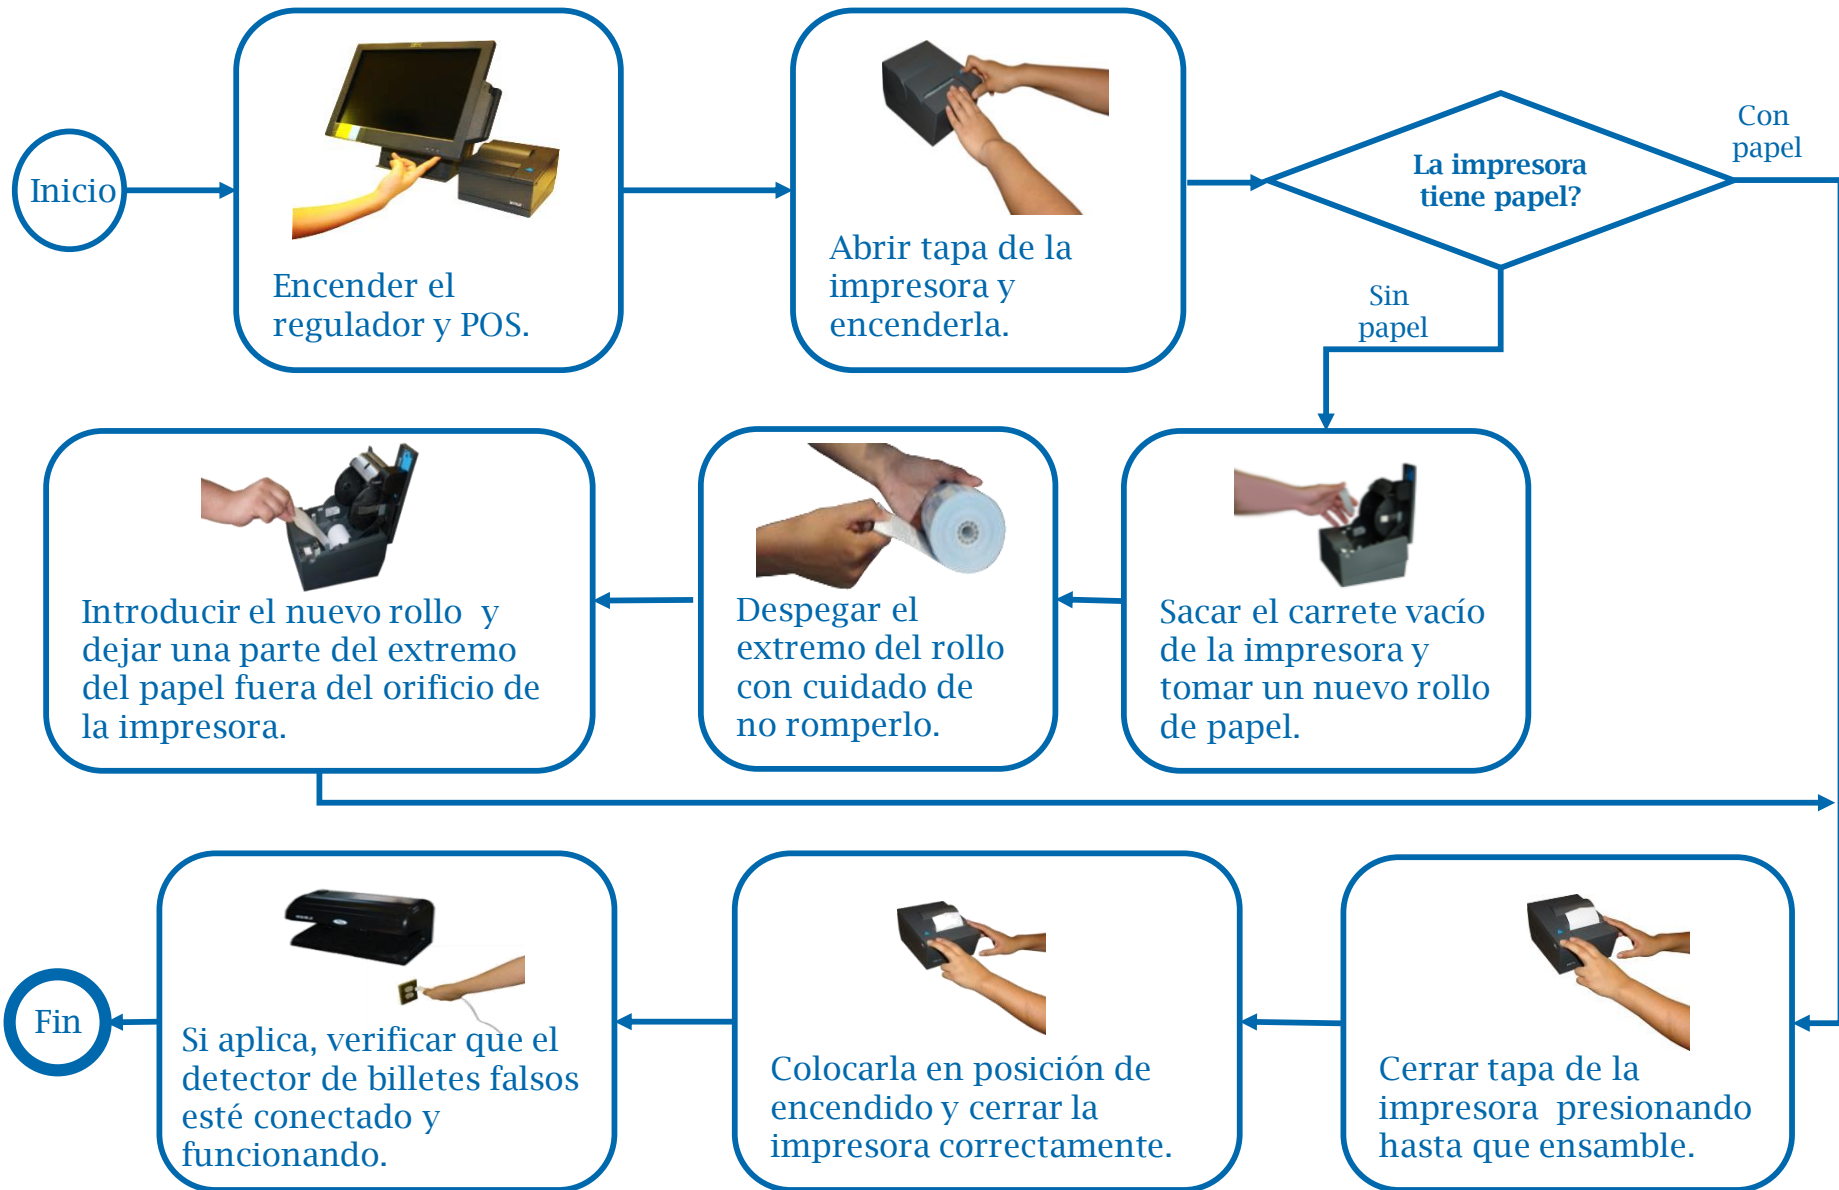 Inicio
Encender el
regulador y POS.
Abrir tapa de la
impresora y
encenderla.
La impresora
tiene papel?
Con
papel
Sin
papel
Sacar el carrete vacío
de la impresora y
tomar un nuevo rollo
de papel.
Despegar el
extremo del rollo
con cuidado de
no romperlo.
Introducir el nuevo rollo y
dejar una parte del extremo
del papel fuera del orificio de
la impresora.
Cerrar tapa de la
impresora presionando
hasta que ensamble.
Colocarla en posición de
encendido y cerrar la
impresora correctamente.
Si aplica, verificar que el
detector de billetes falsos
esté conectado y
funcionando.
Fin